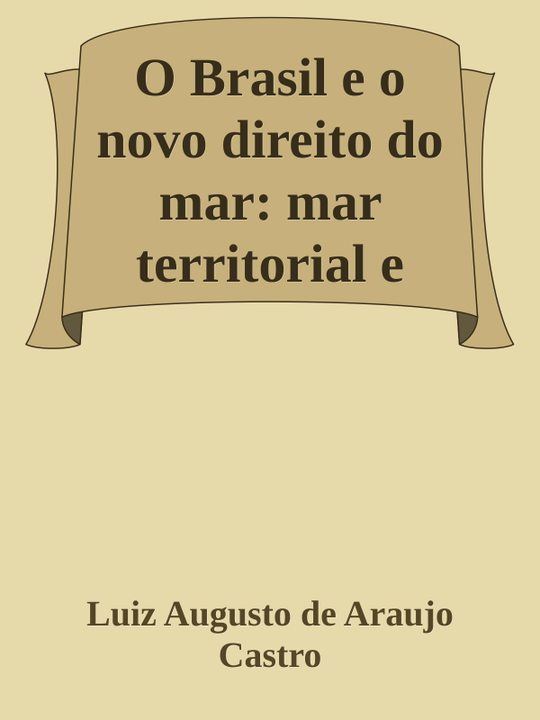 O Brasil e o
novo direito do
mar: mar
territorial e
Luiz Augusto de Araujo
Castro